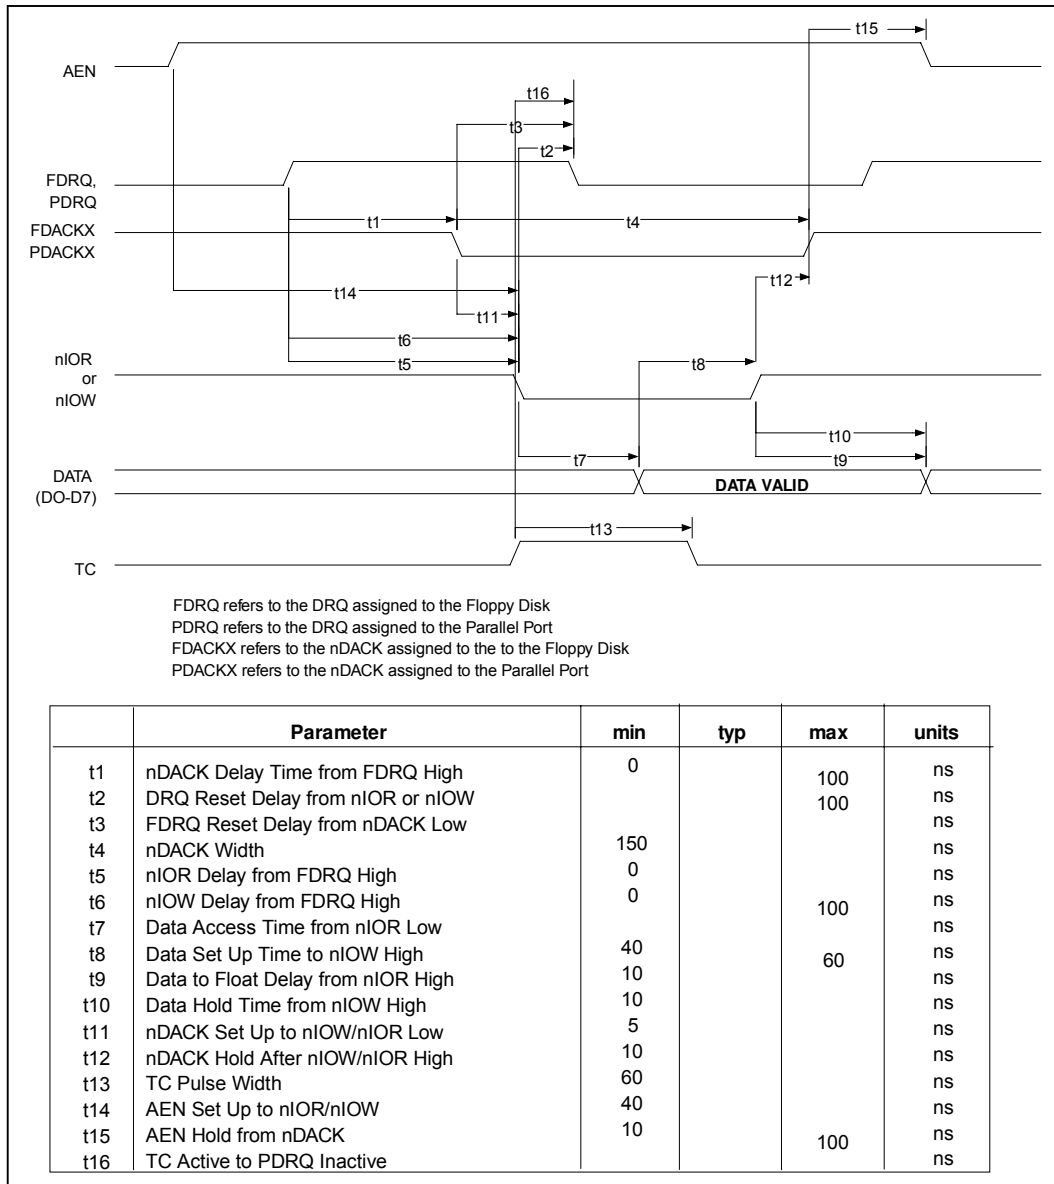 t15
AEN
t16
t3
t2
FDRQ,
PDRQ
t1
t4
FDACKX
PDACKX
t12
t14
t11
t6
t5
t8
nIOR
or
nIOW
t10
t7
t9
DATA
(DO-D7)
DATA VALID
t13
TC
FDRQ refers to the DRQ assigned to the Floppy Disk
PDRQ refers to the DRQ assigned to the Parallel Port
FDACKX refers to the nDACK assigned to the to the Floppy Disk
PDACKX refers to the nDACK assigned to the Parallel Port
Parameter min typ max units
t1 nDACK Delay Time from FDRQ High 0 100 ns
t2 DRQ Reset Delay from nIOR or nIOW 100 ns
t3 FDRQ Reset Delay from nDACK Low ns
t4 nDACK Width 150 ns
t5 nIOR Delay from FDRQ High 0 ns
t6 nIOW Delay from FDRQ High 0 100 ns
t7 Data Access Time from nIOR Low ns
t8 Data Set Up Time to nIOW High 40 60 ns
t9 Data to Float Delay from nIOR High 10 ns
t10 Data Hold Time from nIOW High 10 ns
t11 nDACK Set Up to nIOW/nIOR Low 5 ns
t12 nDACK Hold After nIOW/nIOR High 10 ns
t13 TC Pulse Width 60 ns
t14 AEN Set Up to nIOR/nIOW 40 ns
t15 AEN Hold from nDACK 10 100 ns
t16 TC Active to PDRQ Inactive ns